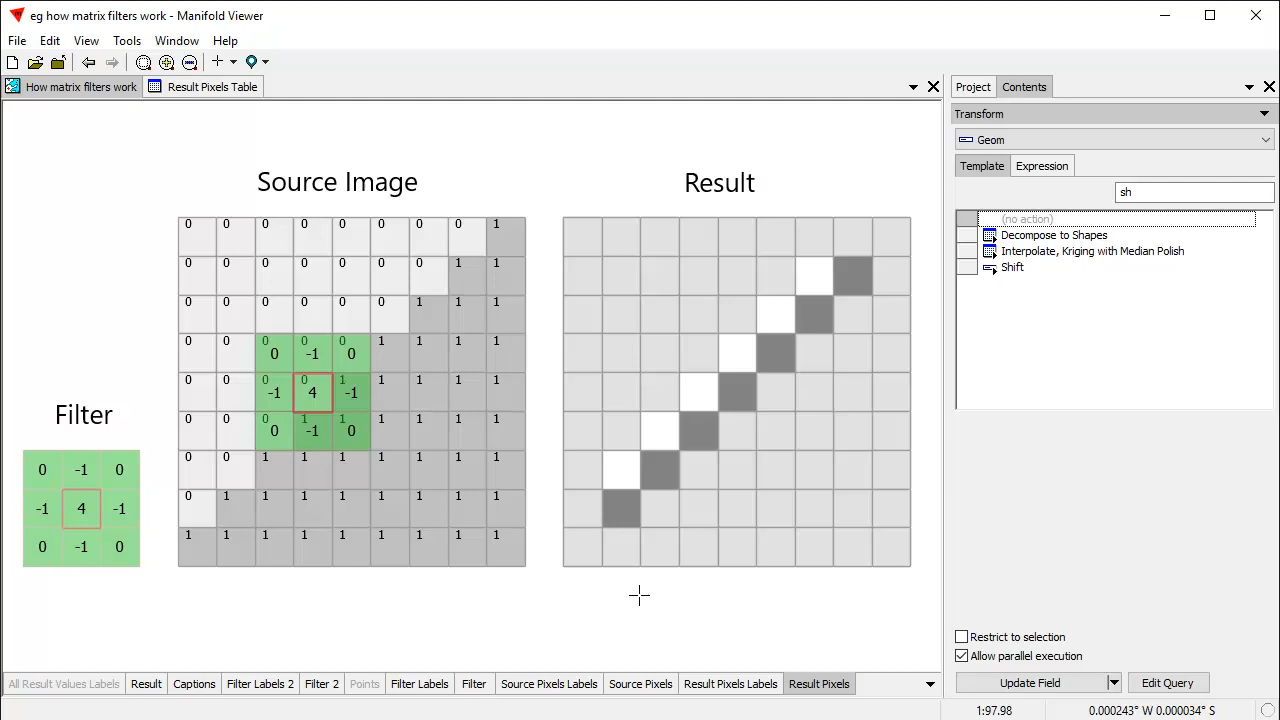 eg how matrix filters work - Manifold Viewer
File Edit View Tools Window Help
How matrix filters work Result Pixels Table
Project Contents
Transform
Geom
Template Expression
sh
(no action)
Decompose to Shapes
Interpolate, Kriging with Median Polish
Shift
Source Image Result
0 0 0 0 0 0 0 0 1
0 0 0 0 0 0 0 1 1
0 0 0 0 0 0 1 1 1
0 0 0 0 0 1 1 1 1
0 -1 0
0 0 0 0 1 1 1 1 1
-1 4 -1
0 0 0 1 1 1 1 1 1
0 -1 0
0 0 1 1 1 1 1 1 1
0 1 1 1 1 1 1 1 1
1 1 1 1 1 1 1 1 1
Filter
0 -1 0
-1 4 -1
0 -1 0
Restrict to selection
Allow parallel execution
Update Field Edit Query
All Result Values Labels Result Captions Filter Labels 2 Filter 2 Points Filter Labels Filter Source Pixels Labels Source Pixels Result Pixels Labels Result Pixels
1:97.98 0.000243° W 0.000034° S